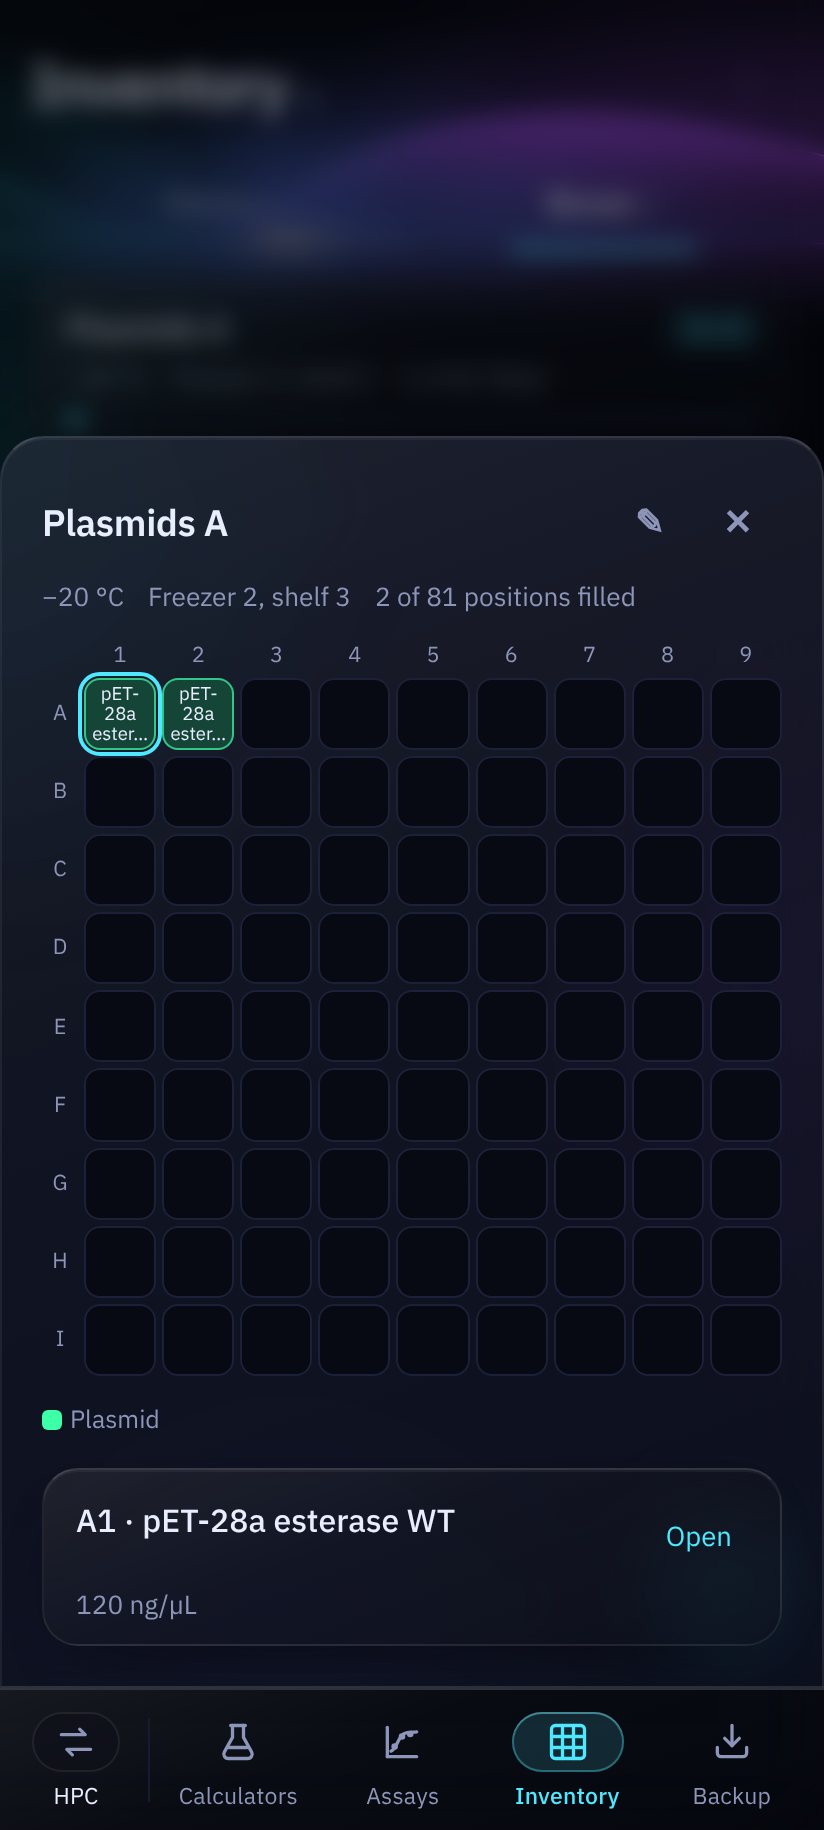 Inventory
Plasmids A
Plasmids A
−20 °C Freezer 2, shelf 3 2 of 81 positions filled
1 2 3 4 5 6 7 8 9
A
pET-
28a
ester...
pET-
28a
ester...
B
C
D
E
F
G
H
I
Plasmid
A1 · pET-28a esterase WT
Open
120 ng/µL
HPC
Calculators
Assays
Inventory
Backup